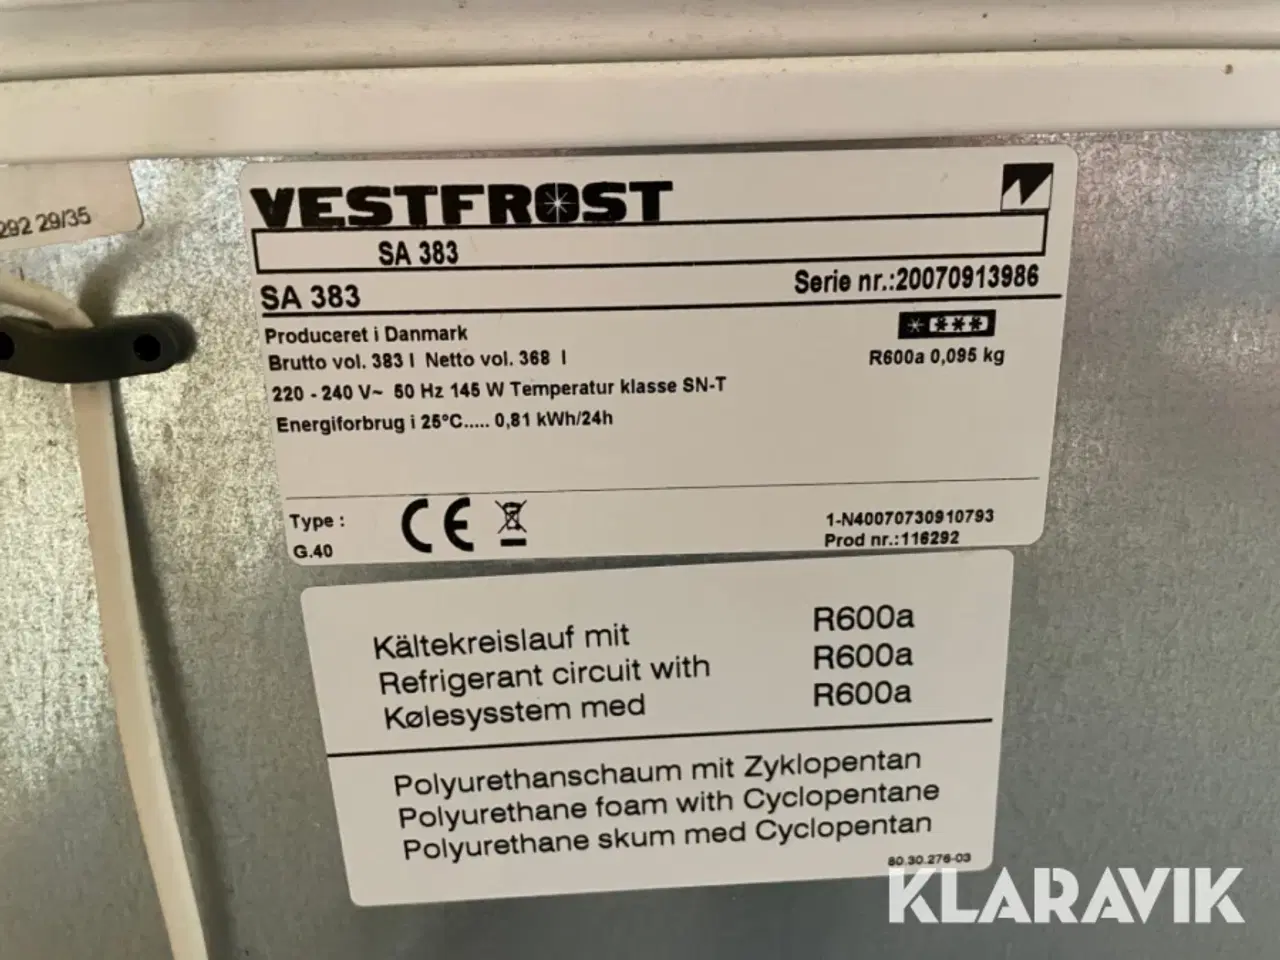 292 29/35
VESTFROST
SA 383
SA 383 Serie nr.:20070913986
Produceret i Danmark
Brutto vol. 383 l Netto vol. 368 l
R600a 0,095 kg
220 - 240 V~ 50 Hz 145 W Temperatur klasse SN-T
Energiforbrug i 25°C..... 0,81 kWh/24h
Type :
G.40
CE
1-N40070730910793
Prod nr.:116292
Kältekreislauf mit R600a
Refrigerant circuit with R600a
Kølesysstem med R600a
Polyurethanschaum mit Zyklopentan
Polyurethane foam with Cyclopentane
Polyurethane skum med Cyclopentan
80.30.276-03
KLARAVIK